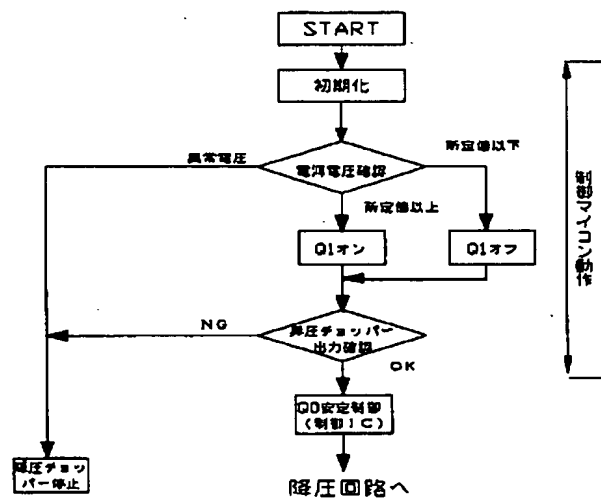 START
初期化
異常電圧
所定値以下
電源電圧確認
所定値以上
Q1オン
Q1オフ
制御マイコン動作
NG
降圧チョッパー
出力確認
OK
QD安定制御
(制御IC)
降圧チョッ
パー停止
降圧回路へ